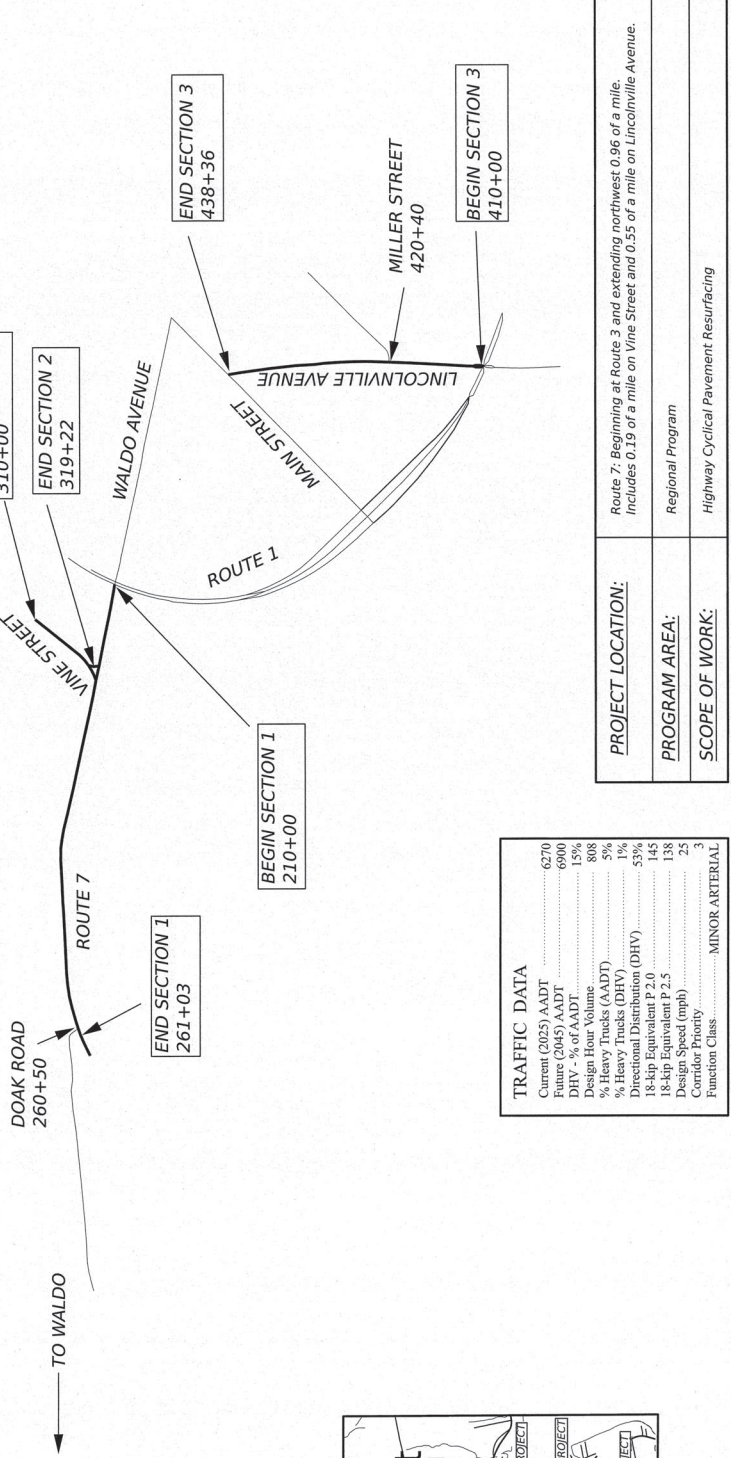 TO WALDO
DOAK ROAD
260+50
ROUTE 7
END SECTION 1
261+03
VINE STREET
310+00
END SECTION 2
319+22
BEGIN SECTION 1
210+00
WALDO AVENUE
ROUTE 1
MAIN STREET
END SECTION 3
438+36
LINCOLNVILLE AVENUE
MILLER STREET
420+40
BEGIN SECTION 3
410+00
TRAFFIC DATA
Current (2025) AADT 6270
Future (2045) AADT 6900
DHV - % of AADT 15%
Design Hour Volume 808
% Heavy Trucks (AADT) 5%
% Heavy Trucks (DHV) 1%
Directional Distribution (DHV) 53%
18-kip Equivalent P 2.0 145
18-kip Equivalent P 2.5 138
Design Speed (mph) 25
Corridor Priority 3
Function Class MINOR ARTERIAL
PROJECT LOCATION:
Route 7: Beginning at Route 3 and extending northwest 0.96 of a mile.
Includes 0.19 of a mile on Vine Street and 0.55 of a mile on Lincolnville Avenue.
PROGRAM AREA:
Regional Program
SCOPE OF WORK:
Highway Cyclical Pavement Resurfacing